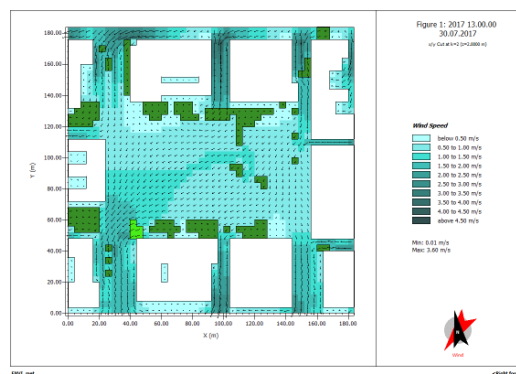 Figure 1: 2017 13.00.00
30.07.2017
x/y Cut at k=2 (z=3.0000 m)
180.00
160.00
140.00
120.00
100.00
80.00
60.00
40.00
20.00
0.00
Y (m)
0.00 20.00 40.00 60.00 80.00 100.00 120.00 140.00 160.00 180.00
X (m)
Wind Speed
below 0.50 m/s
0.50 to 1.00 m/s
1.00 to 1.50 m/s
1.50 to 2.00 m/s
2.00 to 2.50 m/s
2.50 to 3.00 m/s
3.00 to 3.50 m/s
3.50 to 4.00 m/s
4.00 to 4.50 m/s
above 4.50 m/s
Min: 0.01 m/s
Max: 3.60 m/s
N
Wind